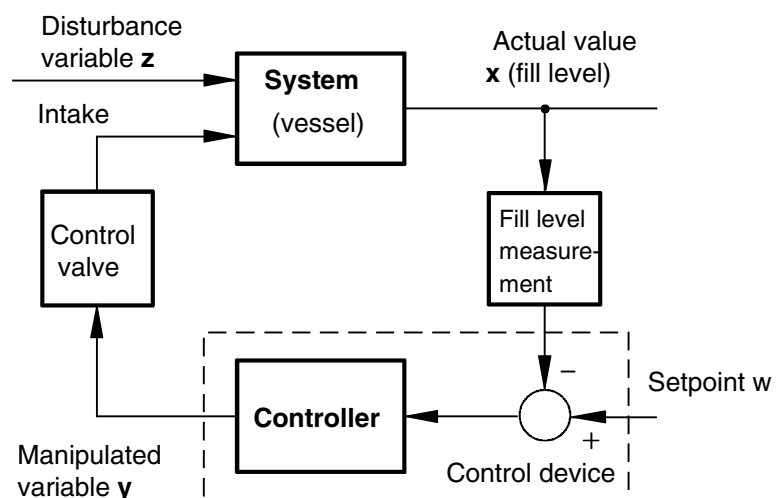 Disturbance
variable z
Intake
System
(vessel)
Actual value
x (fill level)
Control
valve
Fill level
measure-
ment
Controller
−
+
Setpoint w
Control device
Manipulated
variable y